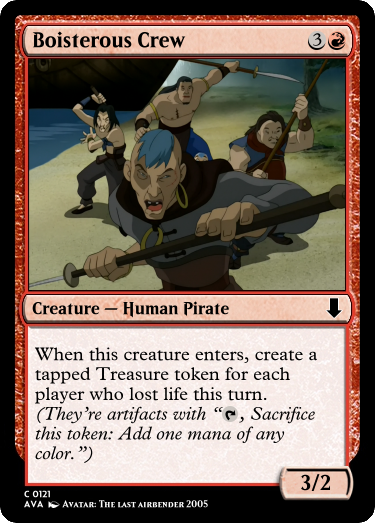 Boisterous Crew 3
Creature — Human Pirate
When this creature enters, create a
tapped Treasure token for each
player who lost life this turn.
(They're artifacts with “, Sacrifice
this token: Add one mana of any
color.”)
3/2
C 0121
AVA Avatar: The last airbender 2005